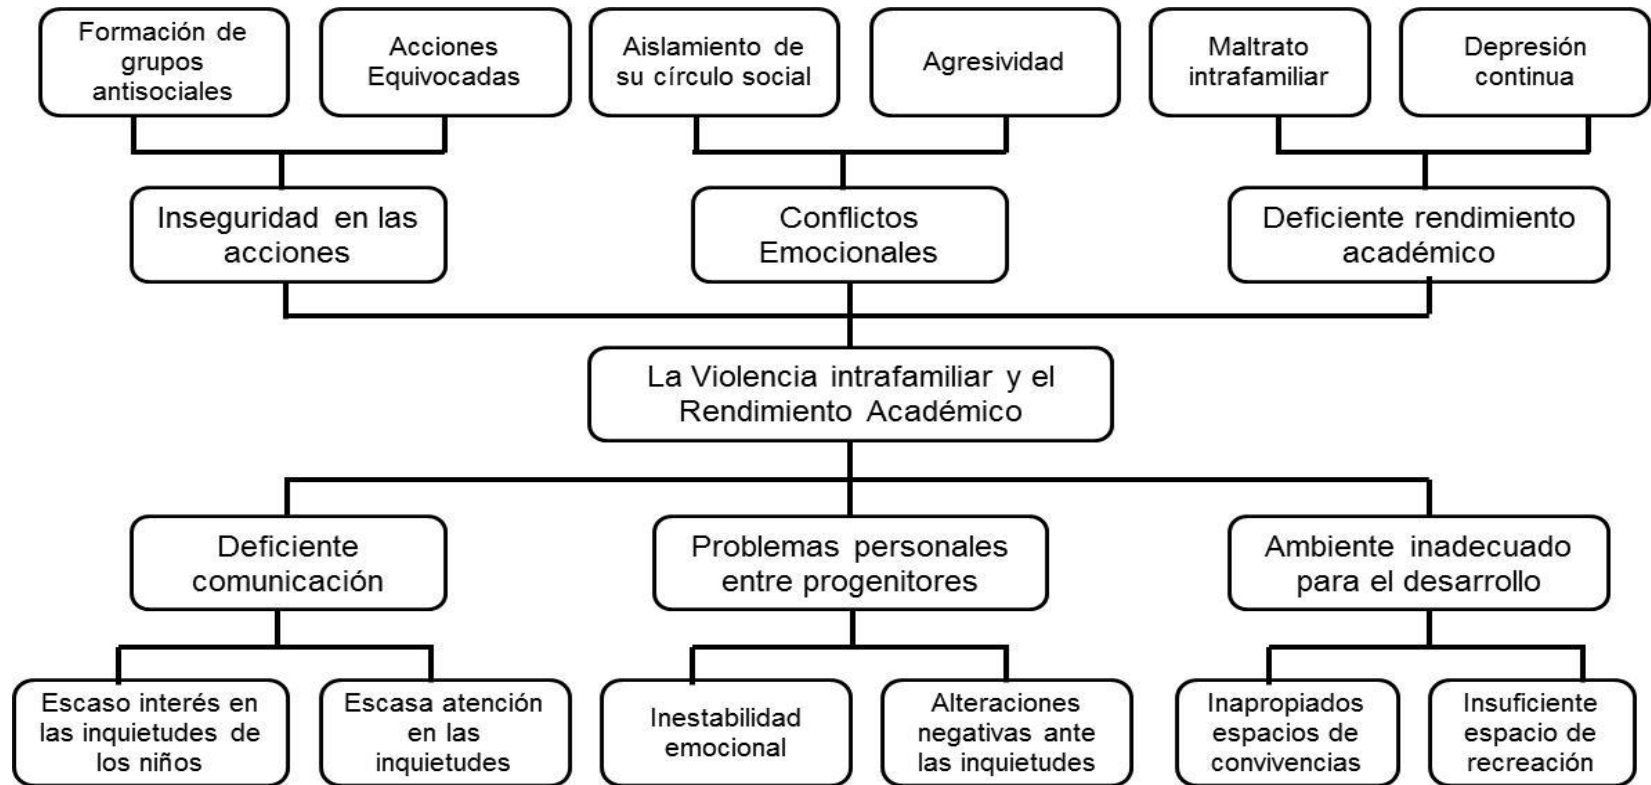 Formación de
grupos
antisociales
Acciones
Equivocadas
Aislamiento de
su círculo social
Agresividad
Maltrato
intrafamiliar
Depresión
continua
Inseguridad en las
acciones
Conflictos
Emocionales
Deficiente rendimiento
académico
La Violencia intrafamiliar y el
Rendimiento Académico
Deficiente
comunicación
Problemas personales
entre progenitores
Ambiente inadecuado
para el desarrollo
Escaso interés en
las inquietudes de
los niños
Escasa atención
en las
inquietudes
Inestabilidad
emocional
Alteraciones
negativas ante
las inquietudes
Inapropiados
espacios de
convivencias
Insuficiente
espacio de
recreación